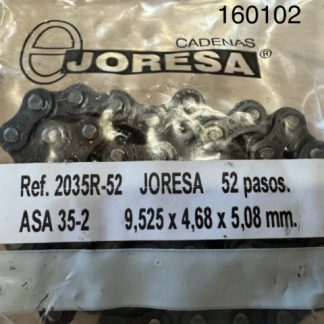 160102
CADENAS
JORESA®
Ref. 2035R-52 JORESA 52 pasos.
ASA 35-2 9,525 x 4,68 x 5,08 mm.